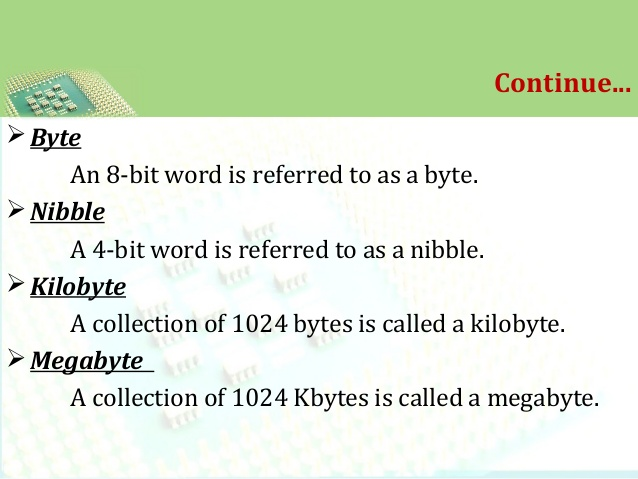 Continue...
➢ Byte
An 8-bit word is referred to as a byte.
➢ Nibble
A 4-bit word is referred to as a nibble.
➢ Kilobyte
A collection of 1024 bytes is called a kilobyte.
➢ Megabyte
A collection of 1024 Kbytes is called a megabyte.